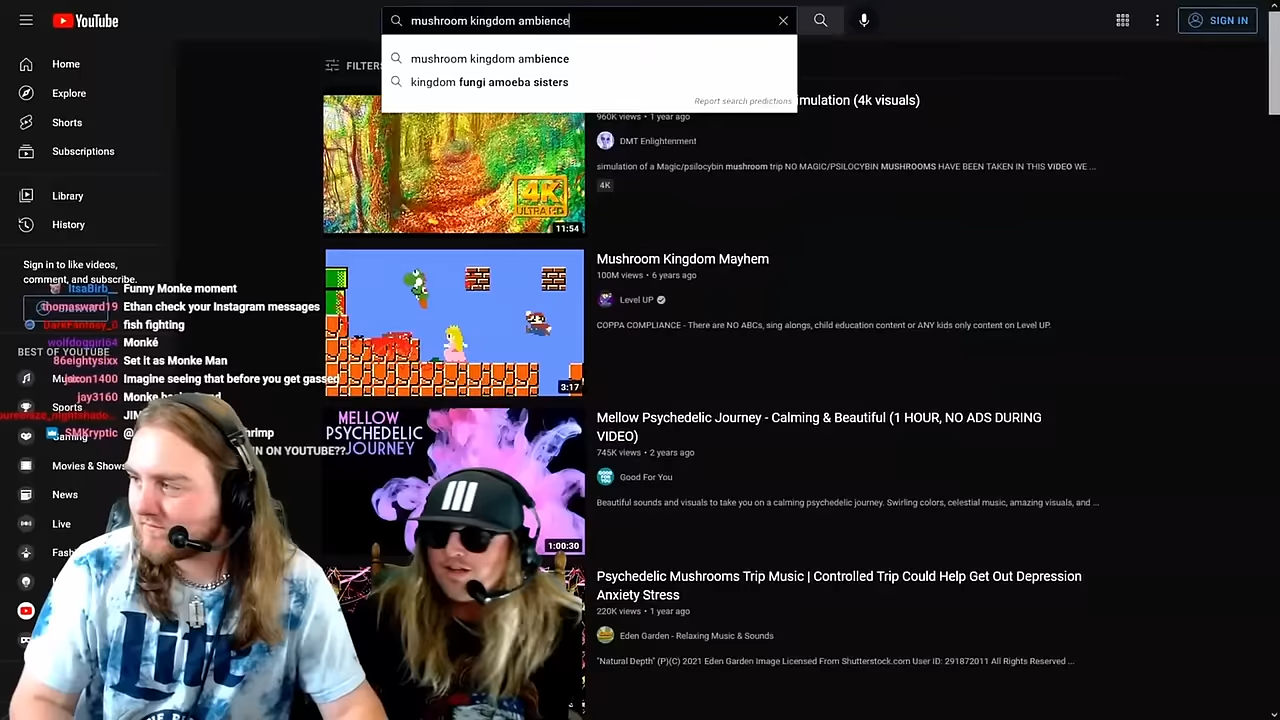 YouTube
mushroom kingdom ambience
SIGN IN
mushroom kingdom ambience
kingdom fungi amoeba sisters
Report search predictions
Home
Explore
Shorts
Subscriptions
Library
History
Sign in to like videos,
comment, and subscribe.
BEST OF YOUTUBE
Sports
Gaming
Movies & Shows
News
Live
FILTERS
ItsaBirb_ Funny Monke moment
thomasward19 Ethan check your Instagram messages
fish fighting
wolfdoggirl64 Monké
86eightysixx Set it as Monke Man
jaxon1400 Imagine seeing that before you get gassed
jay3160 Monke
SMKryptic
IN ON YOUTUBE??
4K
ULTRA HD
11:54
imulation (4k visuals)
960K views • 1 year ago
DMT Enlightenment
simulation of a Magic/psilocybin mushroom trip NO MAGIC/PSILOCYBIN MUSHROOMS HAVE BEEN TAKEN IN THIS VIDEO WE ...
4K
3:17
Mushroom Kingdom Mayhem
100M views • 6 years ago
Level UP
COPPA COMPLIANCE - There are NO ABCs, sing alongs, child education content or ANY kids only content on Level UP.
MELLOW
PSYCHEDELIC
JOURNEY
1:00:30
Mellow Psychedelic Journey - Calming & Beautiful (1 HOUR, NO ADS DURING
VIDEO)
745K views • 2 years ago
GOOD FOR YOU
Good For You
Beautiful sounds and visuals to take you on a calming psychedelic journey. Swirling colors, celestial music, amazing visuals, and ...
Psychedelic Mushrooms Trip Music | Controlled Trip Could Help Get Out Depression
Anxiety Stress
220K views • 1 year ago
Eden Garden - Relaxing Music & Sounds
"Natural Depth" (P)(C) 2021 Eden Garden Image Licensed From Shutterstock.com User ID: 291872011 All Rights Reserved ...